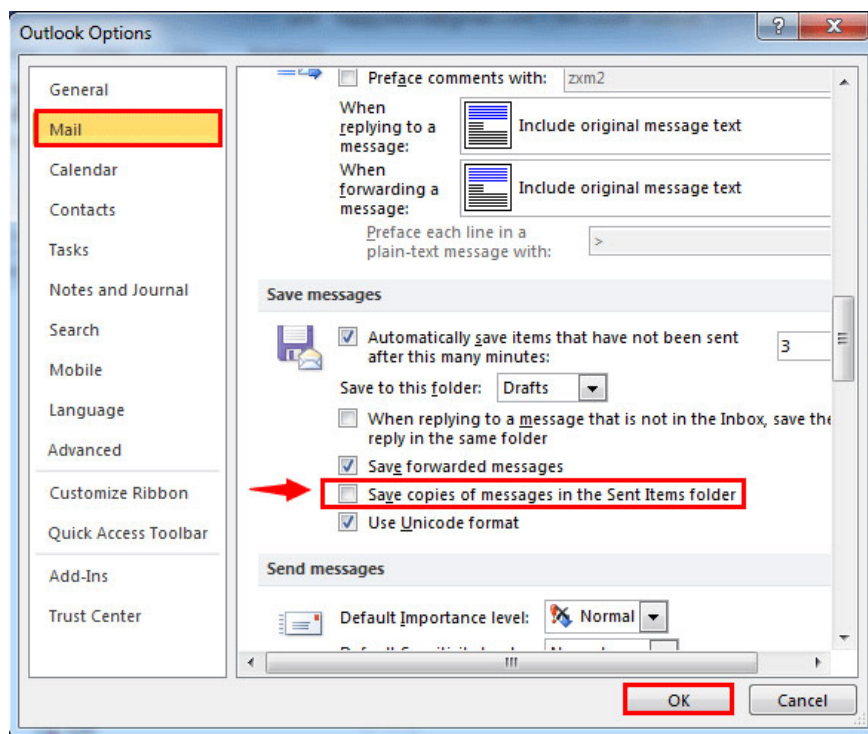 Outlook Options
General
Mail
Calendar
Contacts
Tasks
Notes and Journal
Search
Mobile
Language
Advanced
Customize Ribbon
Quick Access Toolbar
Add-Ins
Trust Center
Preface comments with: zxm2
When
replying to a
message:
Include original message text
When
forwarding a
message:
Include original message text
Preface each line in a
plain-text message with:
>
Save messages
Automatically save items that have not been sent
after this many minutes:
3
Save to this folder: Drafts
When replying to a message that is not in the Inbox, save the
reply in the same folder
Save forwarded messages
Save copies of messages in the Sent Items folder
Use Unicode format
Send messages
Default Importance level: Normal
OK
Cancel